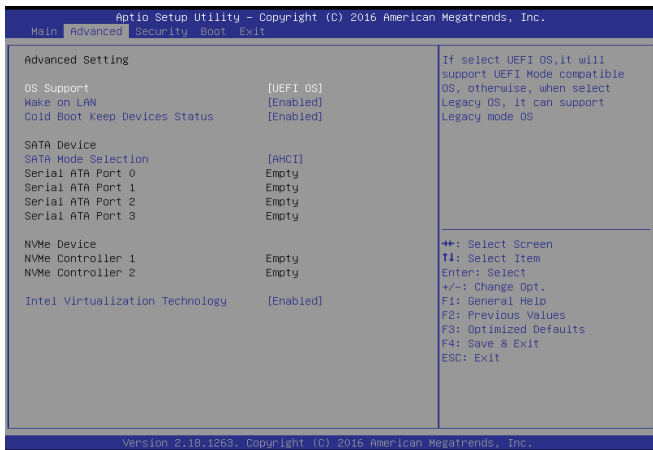 Aptio Setup Utility – Copyright (C) 2016 American Megatrends, Inc.
Main Advanced Security Boot Exit
Advanced Setting
OS Support [UEFI OS]
Wake on LAN [Enabled]
Cold Boot Keep Devices Status [Enabled]
SATA Device
SATA Mode Selection [AHCI]
Serial ATA Port 0 Empty
Serial ATA Port 1 Empty
Serial ATA Port 2 Empty
Serial ATA Port 3 Empty
NVMe Device
NVMe Controller 1 Empty
NVMe Controller 2 Empty
Intel Virtualization Technology [Enabled]
If select UEFI OS,it will
support UEFI Mode compatible
OS, otherwise, when select
Legacy OS, it can support
Legacy mode OS
→←: Select Screen
↑↓: Select Item
Enter: Select
+/-: Change Opt.
F1: General Help
F2: Previous Values
F3: Optimized Defaults
F4: Save & Exit
ESC: Exit
Version 2.18.1263. Copyright (C) 2016 American Megatrends, Inc.